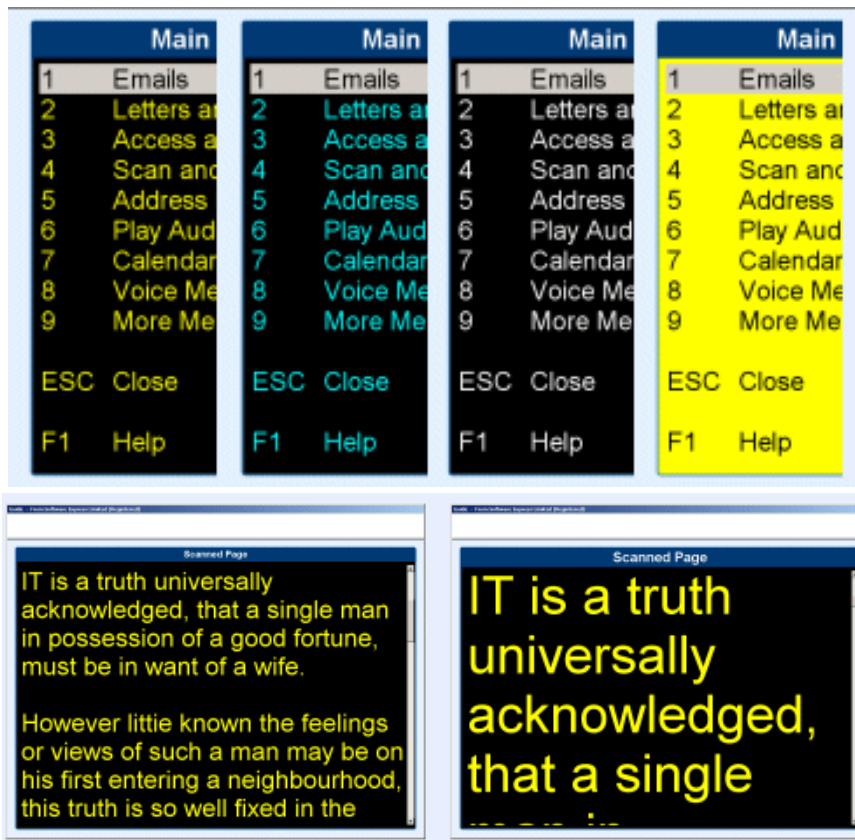 Main
1 Emails
2 Letters a
3 Access a
4 Scan and
5 Address
6 Play Aud
7 Calendar
8 Voice Me
9 More Me
ESC Close
F1 Help
Main
1 Emails
2 Letters a
3 Access a
4 Scan and
5 Address
6 Play Aud
7 Calendar
8 Voice Me
9 More Me
ESC Close
F1 Help
Main
1 Emails
2 Letters an
3 Access a
4 Scan and
5 Address
6 Play Aud
7 Calendar
8 Voice Me
9 More Me
ESC Close
F1 Help
Main
1 Emails
2 Letters a
3 Access a
4 Scan and
5 Address
6 Play Aud
7 Calendar
8 Voice Me
9 More Me
ESC Close
F1 Help
Scanned Page
IT is a truth universally
acknowledged, that a single man
in possession of a good fortune,
must be in want of a wife.
However littie known the feelings
or views of such a man may be on
his first entering a neighbourhood,
this truth is so well fixed in the
Scanned Page
IT is a truth
universally
acknowledged,
that a single
man in